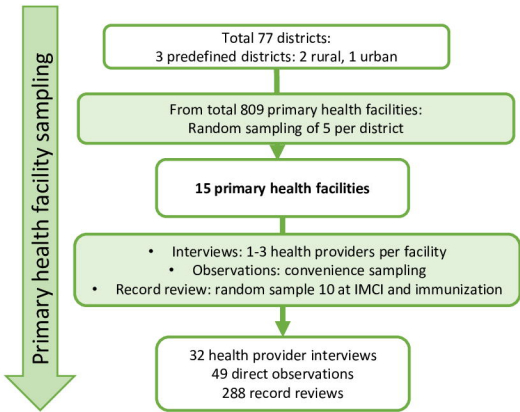 Primary health facility sampling
Total 77 districts:
3 predefined districts: 2 rural, 1 urban
From total 809 primary health facilities:
Random sampling of 5 per district
15 primary health facilities
• Interviews: 1-3 health providers per facility
• Observations: convenience sampling
• Record review: random sample 10 at IMCI and immunization
32 health provider interviews
49 direct observations
288 record reviews